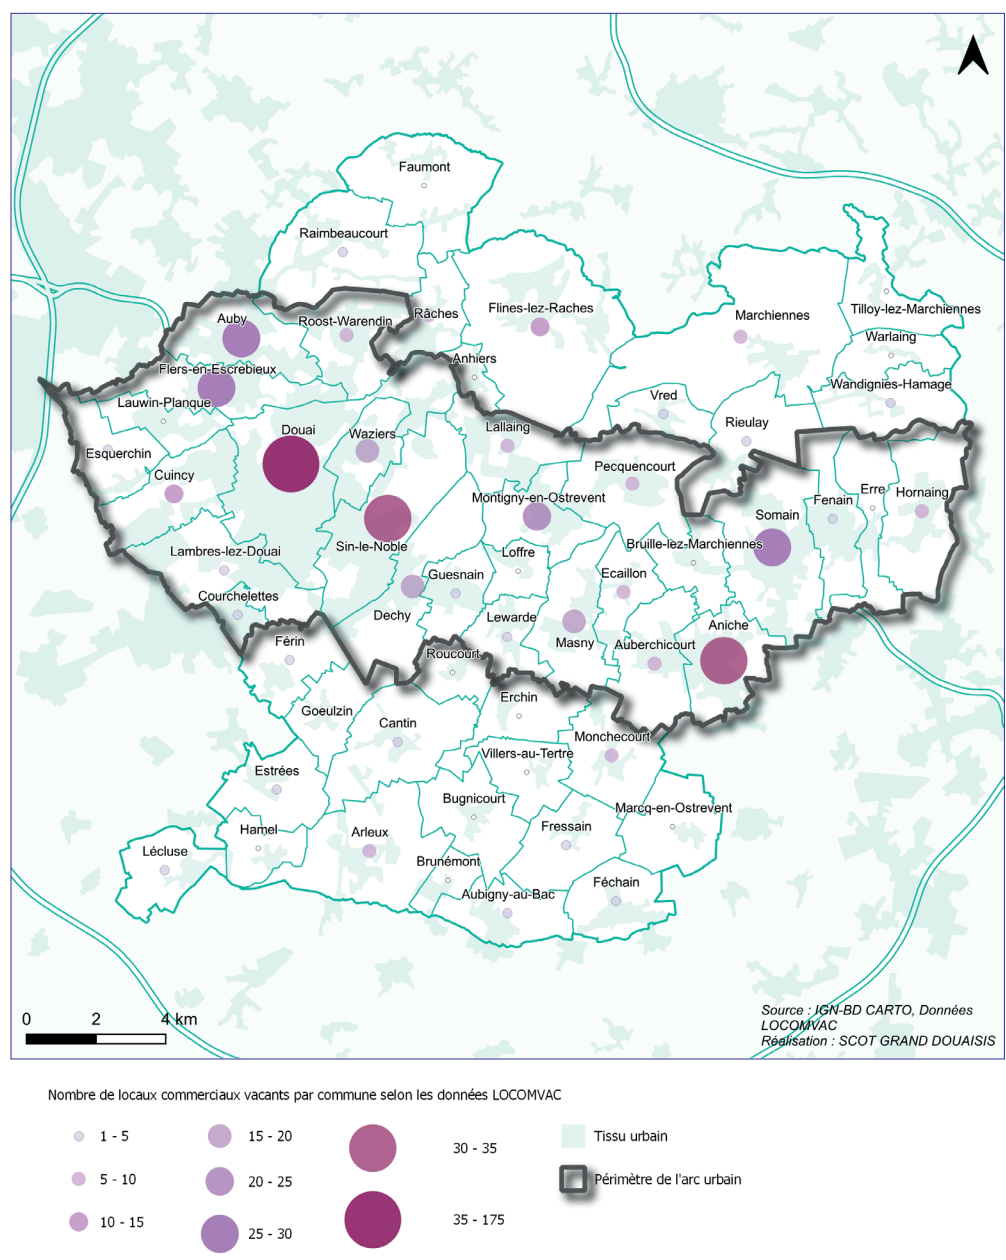 Faumont
Raimbeaucourt
Tilloy-lez-Marchiennes
Flines-lez-Raches
Marchiennes
Râches
Auby
Roost-Warendin
Warlaing
Anhiers
Wandignies-Hamage
Flers-en-Escrebieux
Vred
Lauwin-Planque
Rieulay
Douai
Waziers
Lallaing
Esquerchin
Pecquencourt
Cuincy
Erre
Hornaing
Montigny-en-Ostrevent
Fenain
Somain
Sin-le-Noble
Bruille-lez-Marchiennes
Lambres-lez-Douai
Loffre
Guesnain
Ecaillon
Courchelettes
Dechy
Lewarde
Aniche
Masny
Auberchicourt
Férin
Roucourt
Erchin
Goeulzin
Cantin
Monchecourt
Villers-au-Tertre
Estrées
Bugnicourt
Marcq-en-Ostrevent
Hamel
Arleux
Fressain
Lécluse
Brunémont
Féchain
Aubigny-au-Bac
0 2 4 km
Source : IGN-BD CARTO, Données
LOCOMVAC
Réalisation : SCOT GRAND DOUAISIS
Nombre de locaux commerciaux vacants par commune selon les données LOCOMVAC
1 - 5
5 - 10
10 - 15
15 - 20
20 - 25
25 - 30
30 - 35
35 - 175
Tissu urbain
Périmètre de l'arc urbain